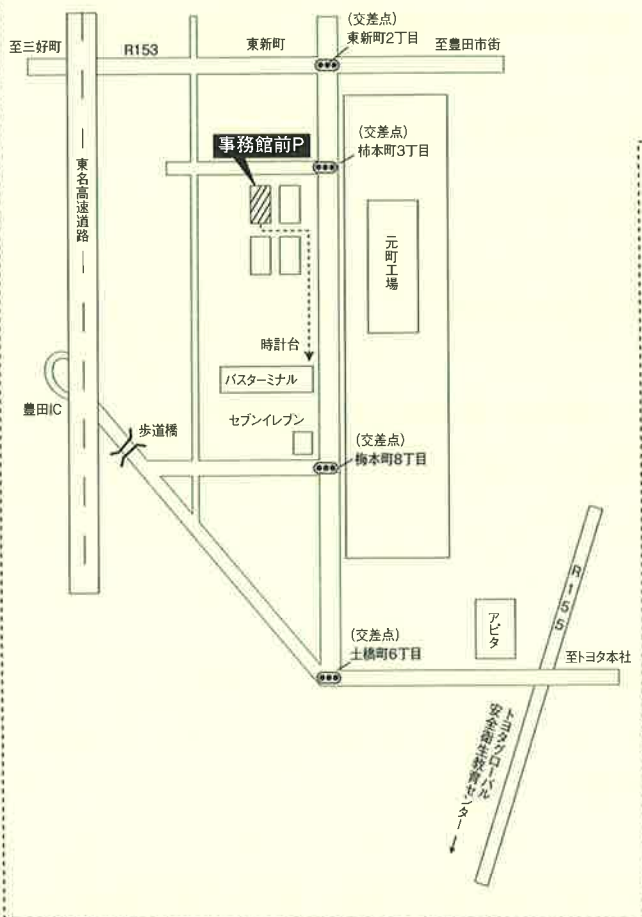 (交差点)
東新町2丁目
至三好町
R153
東新町
至豊田市街
事務館前P
(交差点)
柿本町3丁目
東名高速道路
元町工場
時計台
バスターミナル
豊田IC
歩道橋
セブンイレブン
(交差点)
梅本町8丁目
R155
アピタ
(交差点)
土橋町6丁目
至トヨタ本社
トヨタグローバル
安全衛生教育センター